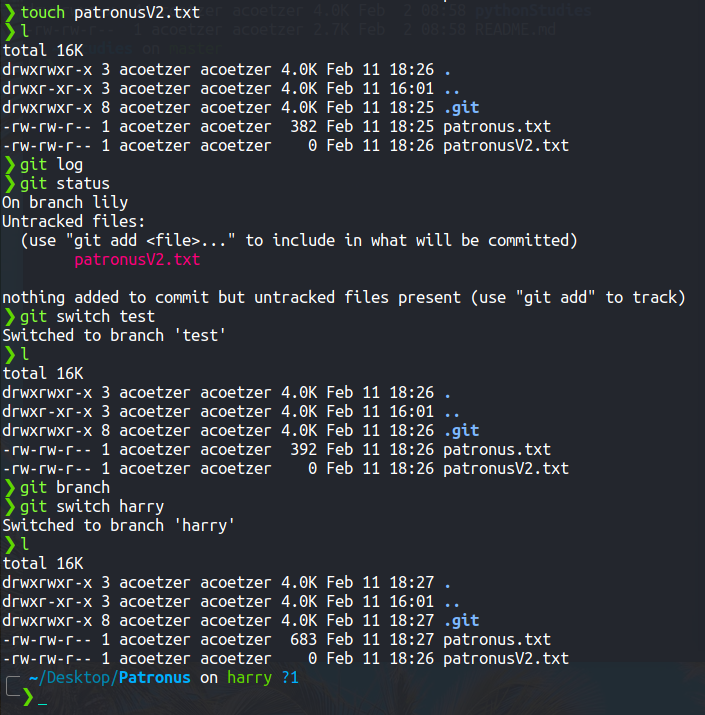 ❯ touch patronusV2.txt
❯ l
total 16K
drwxrwxr-x 3 acoetzer acoetzer 4.0K Feb 11 18:26 .
drwxr-xr-x 3 acoetzer acoetzer 4.0K Feb 11 16:01 ..
drwxrwxr-x 8 acoetzer acoetzer 4.0K Feb 11 18:25 .git
-rw-rw-r-- 1 acoetzer acoetzer  382 Feb 11 18:25 patronus.txt
-rw-rw-r-- 1 acoetzer acoetzer    0 Feb 11 18:26 patronusV2.txt
❯ git log
❯ git status
On branch lily
Untracked files:
  (use "git add <file>..." to include in what will be committed)
        patronusV2.txt

nothing added to commit but untracked files present (use "git add" to track)
❯ git switch test
Switched to branch 'test'
❯ l
total 16K
drwxrwxr-x 3 acoetzer acoetzer 4.0K Feb 11 18:26 .
drwxr-xr-x 3 acoetzer acoetzer 4.0K Feb 11 16:01 ..
drwxrwxr-x 8 acoetzer acoetzer 4.0K Feb 11 18:26 .git
-rw-rw-r-- 1 acoetzer acoetzer  392 Feb 11 18:26 patronus.txt
-rw-rw-r-- 1 acoetzer acoetzer    0 Feb 11 18:26 patronusV2.txt
❯ git branch
❯ git switch harry
Switched to branch 'harry'
❯ l
total 16K
drwxrwxr-x 3 acoetzer acoetzer 4.0K Feb 11 18:27 .
drwxr-xr-x 3 acoetzer acoetzer 4.0K Feb 11 16:01 ..
drwxrwxr-x 8 acoetzer acoetzer 4.0K Feb 11 18:27 .git
-rw-rw-r-- 1 acoetzer acoetzer  683 Feb 11 18:27 patronus.txt
-rw-rw-r-- 1 acoetzer acoetzer    0 Feb 11 18:26 patronusV2.txt
~/Desktop/Patronus on harry ?1
❯ _